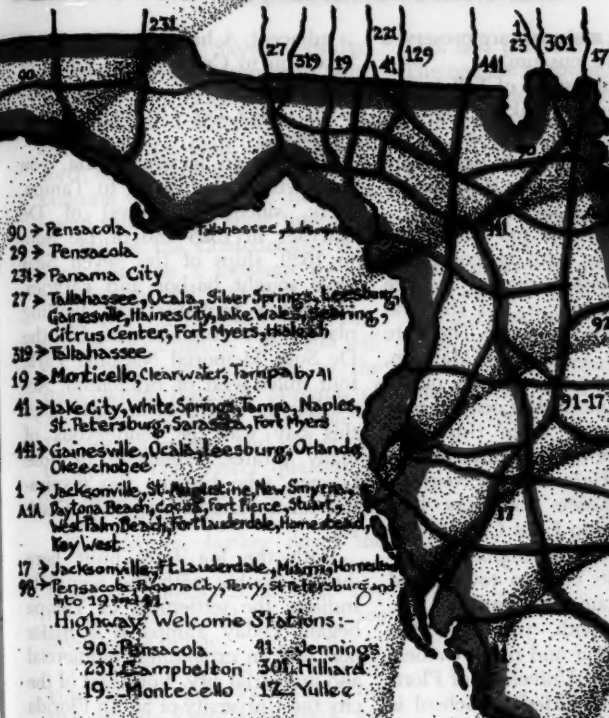 231
27
319
19
221
41
129
441
1
23
301
17
90
90 → Pensacola, Tallahassee,
29 → Pensacola
231 → Panama City
27 → Tallahassee, Ocala, Silver Springs, Leesburg,
Gainesville, Haines City, Lake Wales, Sebring,
Citrus Center, Fort Myers, Hialeah
319 → Tallahassee
19 → Monticello, Clearwater, Tampa by 41
41 → Lake City, White Springs, Tampa, Naples,
St. Petersburg, Sarasota, Fort Myers
441 → Gainesville, Ocala, Leesburg, Orlando
Okeechobee
1 → Jacksonville, St. Augustine, New Smyrna,
A1A Daytona Beach, Cocoa, Fort Pierce, Stuart,
West Palm Beach, Fort Lauderdale, Homestead,
Key West
17 → Jacksonville, Ft Lauderdale, Miami, Homestead
98 → Pensacola, Panama City, Perry, St Petersburg and
into 19 and 41
Highway Welcome Stations:-
90 - Pensacola 41 - Jennings
231 - Campbelton 301 - Hilliard
19 - Montecello 17 - Yullee
441
92
91-17
17